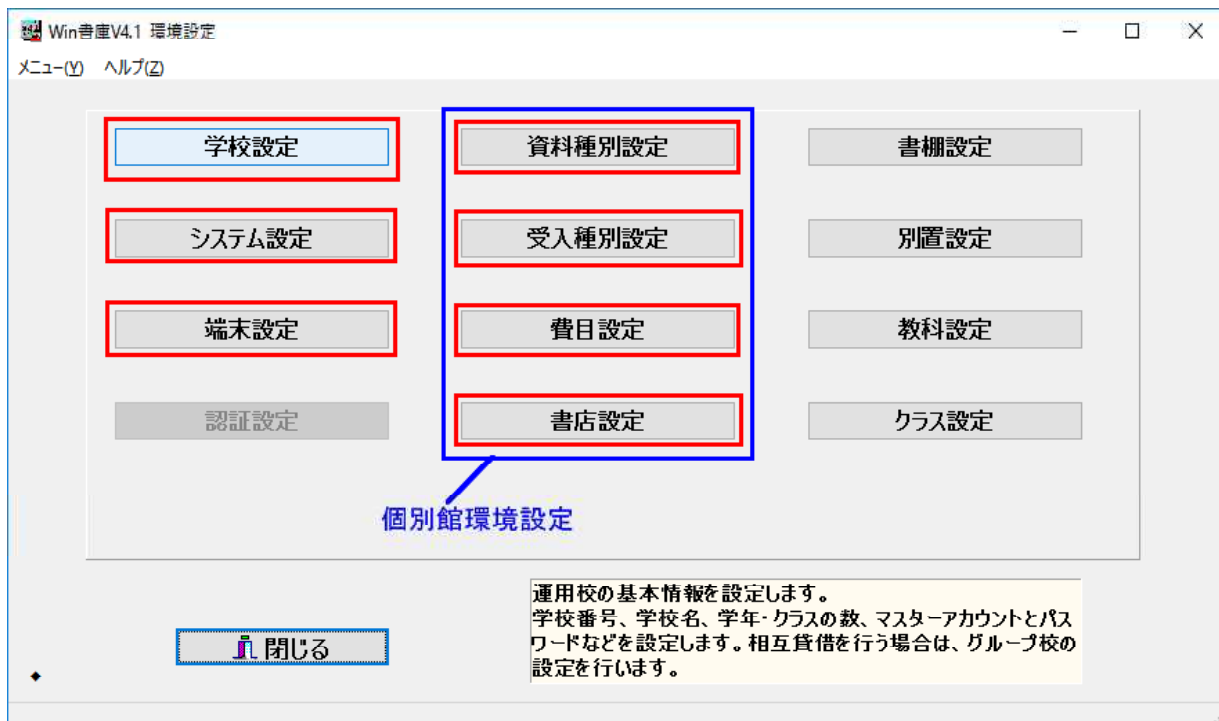 Win書庫V4.1 環境設定
メニュー(Y) ヘルプ(Z)
学校設定 資料種別設定 書棚設定
システム設定 受入種別設定 別置設定
端末設定 費目設定 教科設定
認証設定 書店設定 クラス設定
個別館環境設定
運用校の基本情報を設定します。
学校番号、学校名、学年・クラスの数、マスターアカウントとパス
ワードなどを設定します。相互貸借を行う場合は、グループ校の
設定を行います。
閉じる